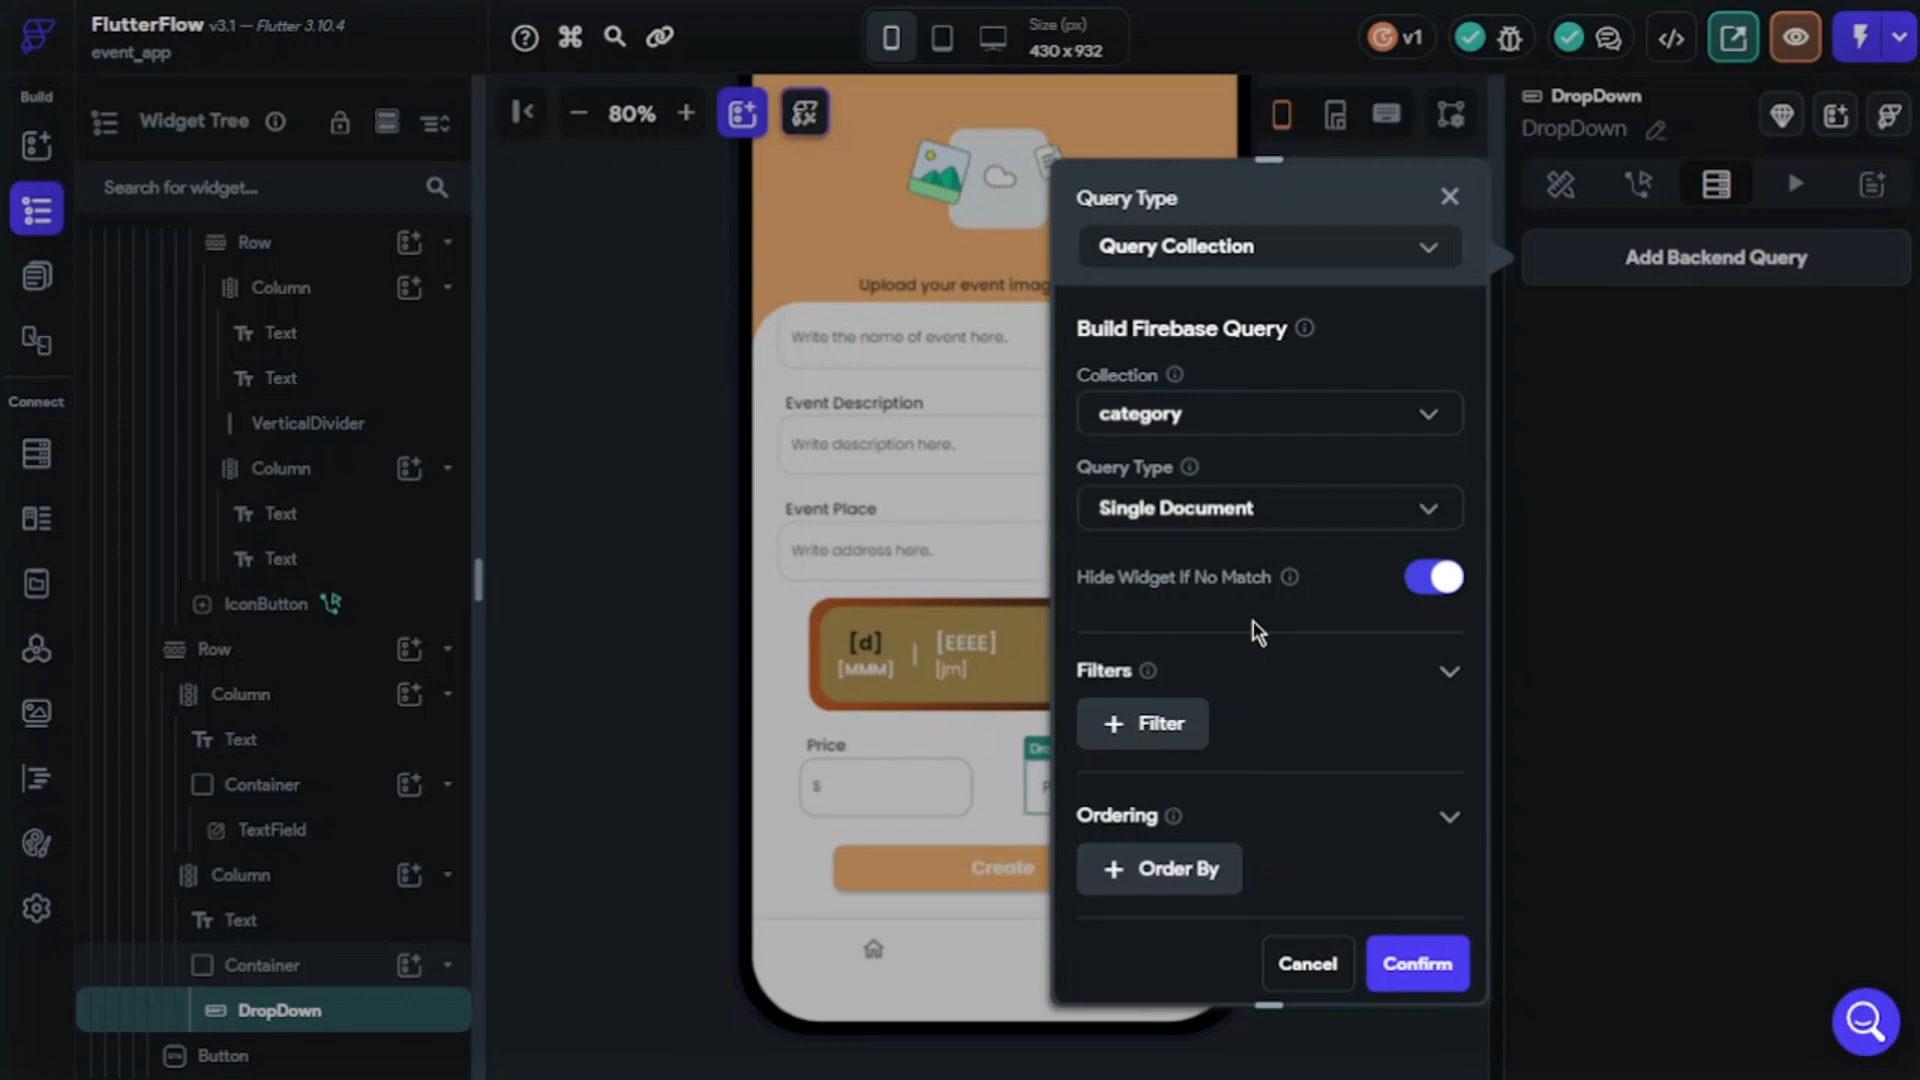 FlutterFlow v3.1 — Flutter 3.10.4
event_app
Size (px)
430 x 932
v1
Build
Connect
Widget Tree
Search for widget...
Row
Column
Text
Text
VerticalDivider
Column
Text
Text
IconButton
Row
Column
Text
Container
TextField
Column
Text
Container
DropDown
Button
80%
Upload your event imag
Write the name of event here..
Event Description
Write description here..
Event Place
Write address here..
[d]
[MMM]
[EEEE]
[jm]
Price
$
Dro
Create
Query Type
Query Collection
Build Firebase Query
Collection
category
Query Type
Single Document
Hide Widget If No Match
Filters
+ Filter
Ordering
+ Order By
Cancel
Confirm
DropDown
DropDown
Add Backend Query